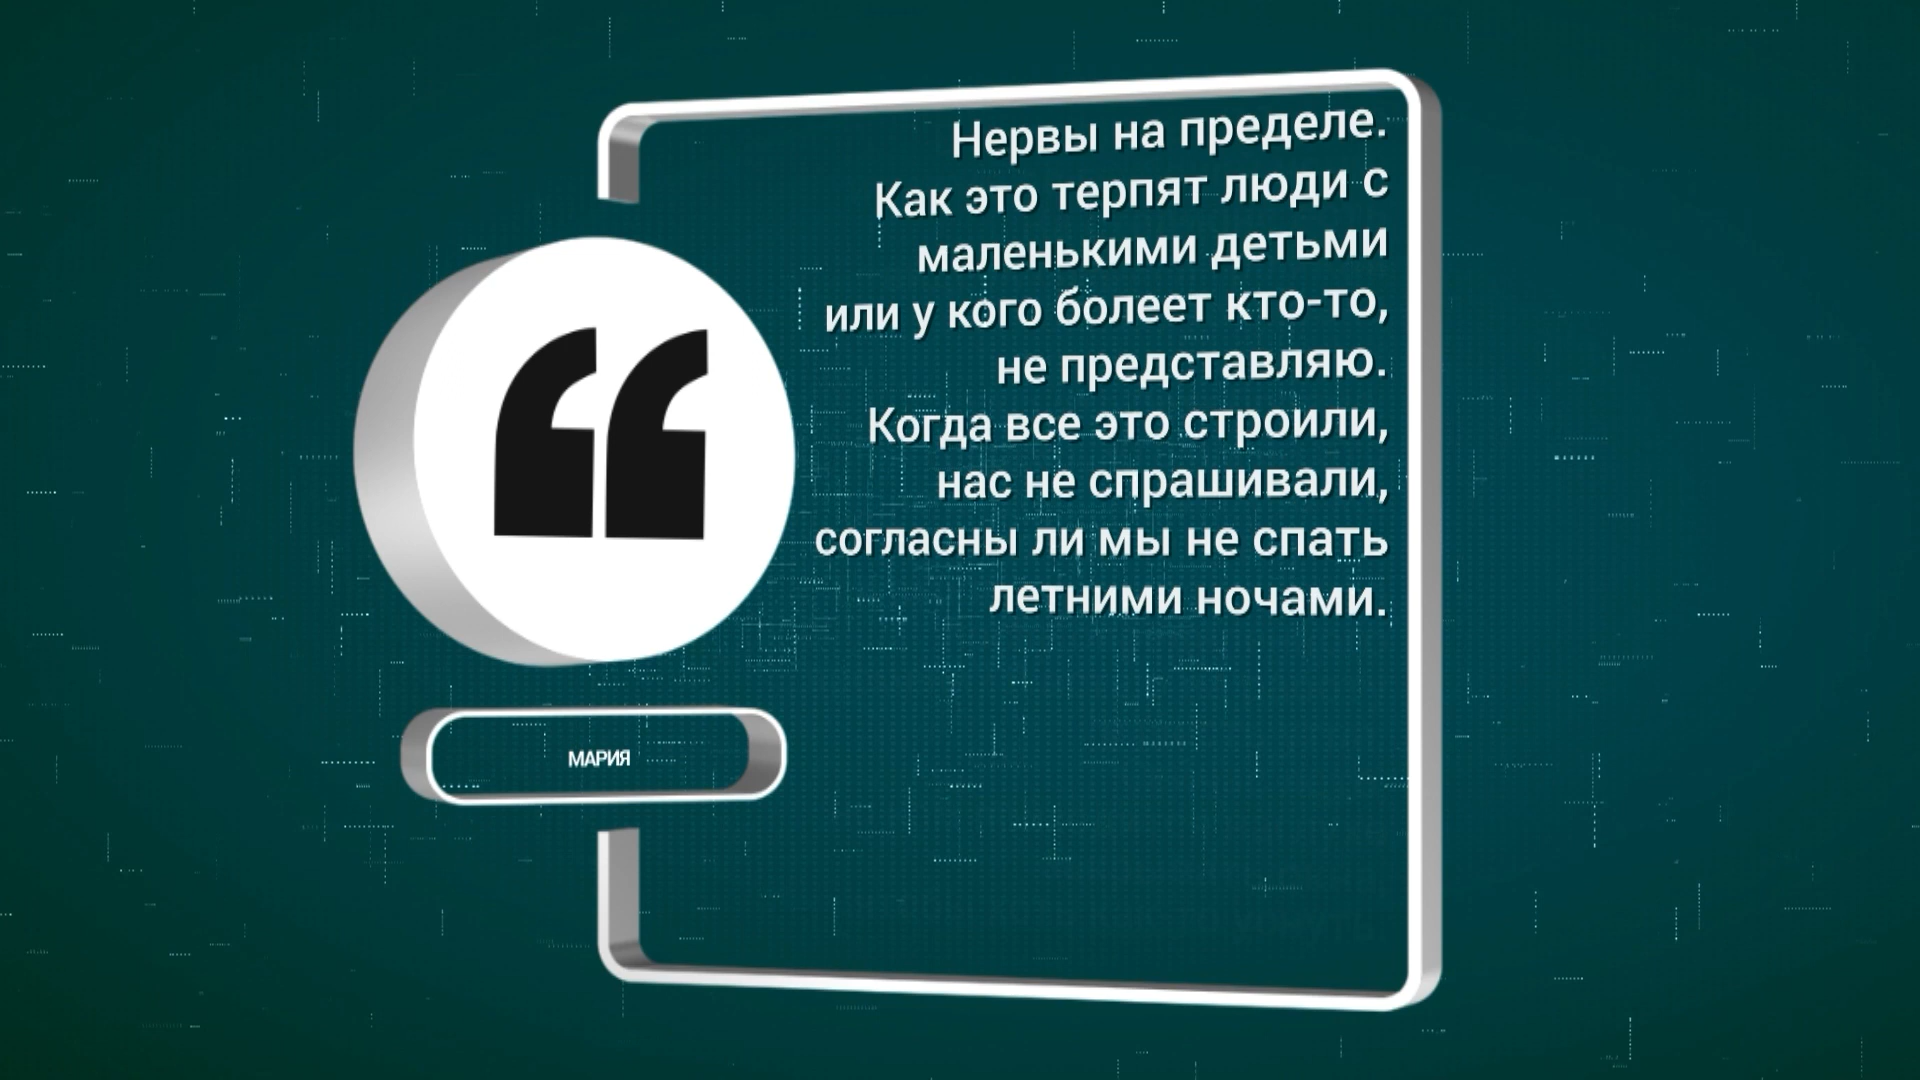 Нервы на пределе.
Как это терпят люди с
маленькими детьми
или у кого болеет кто-то,
не представляю.
Когда все это строили,
нас не спрашивали,
согласны ли мы не спать
летними ночами.
МАРИЯ